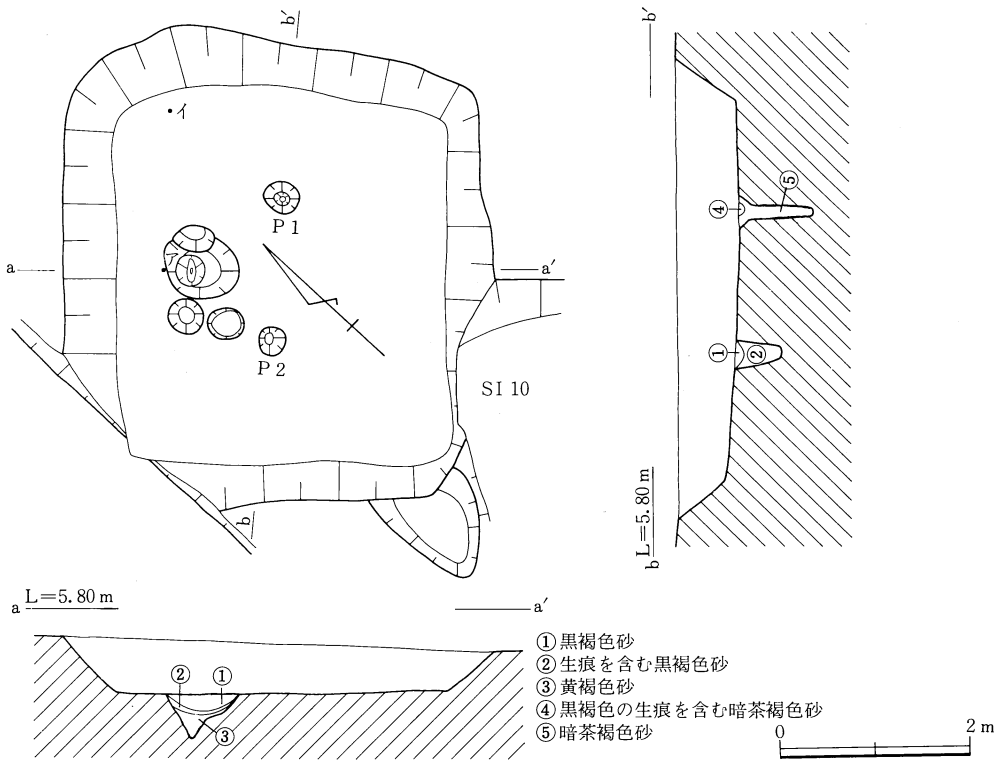 b′
イ
P 1
ア
a
a′
P 2
SI 10
b
b′
⑤
④
①
②
b L=5.80 m
a L=5.80 m
a′
②
①
③
①黒褐色砂
②生痕を含む黒褐色砂
③黄褐色砂
④黒褐色の生痕を含む暗茶褐色砂
⑤暗茶褐色砂
0
2 m